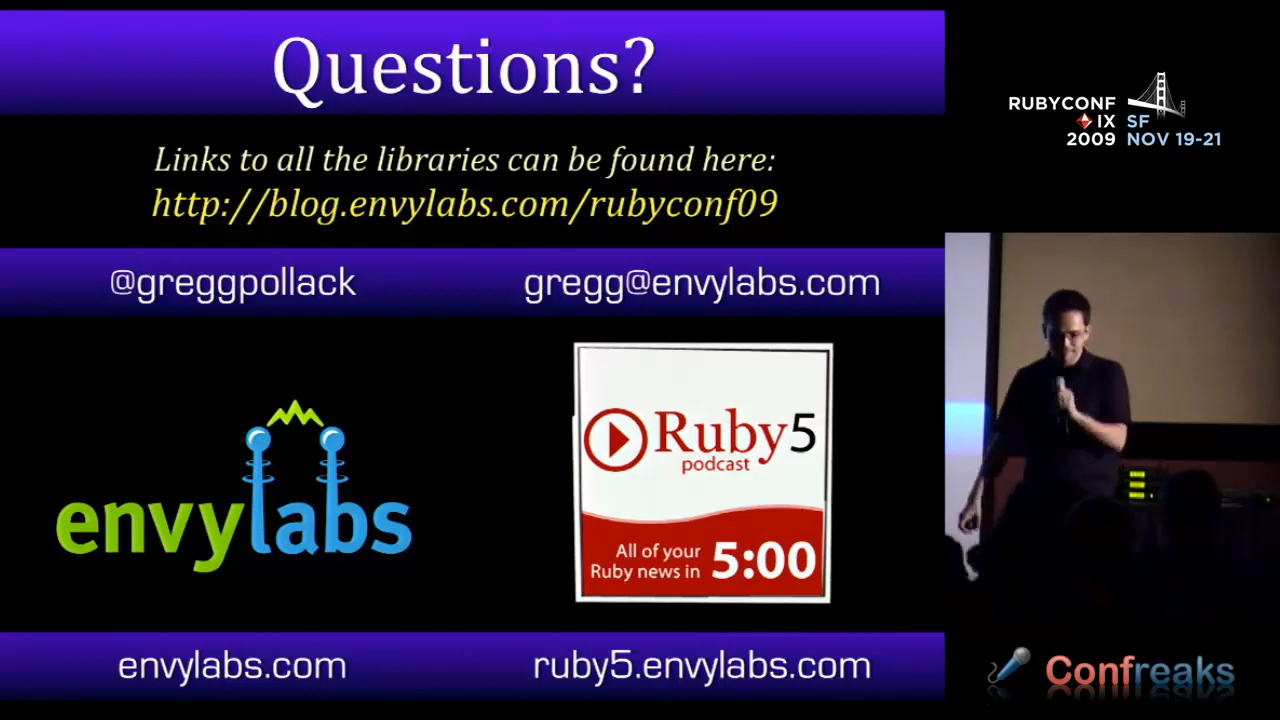 Questions?
Links to all the libraries can be found here:
http://blog.envylabs.com/rubyconf09
@greggpollack
gregg@envylabs.com
envylabs
Ruby5
podcast
All of your
Ruby news in
5:00
envylabs.com
ruby5.envylabs.com
RUBYCONF
IX SF
2009 NOV 19-21
Confreaks